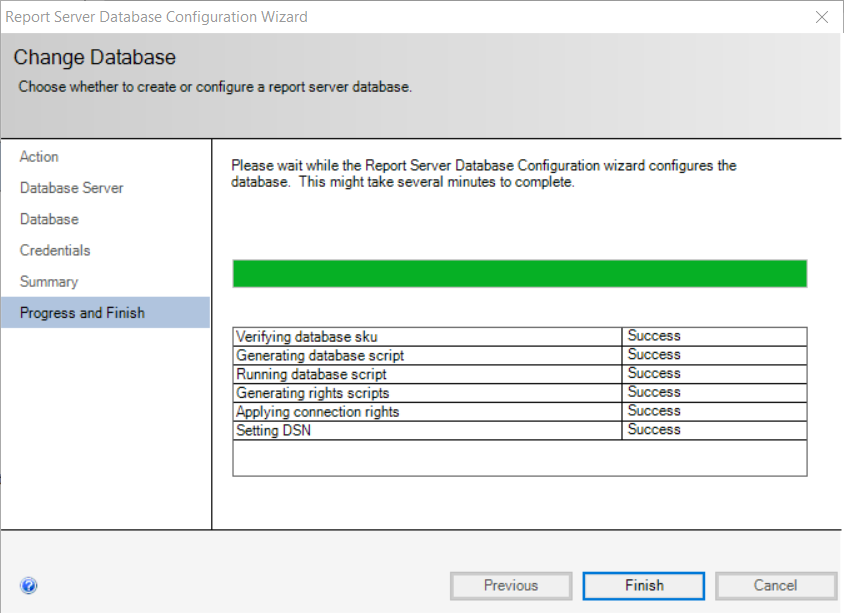 Report Server Database Configuration Wizard
Change Database
Choose whether to create or configure a report server database.
Action
Database Server
Database
Credentials
Summary
Progress and Finish
Please wait while the Report Server Database Configuration wizard configures the
database. This might take several minutes to complete.
Verifying database sku Success
Generating database script Success
Running database script Success
Generating rights scripts Success
Applying connection rights Success
Setting DSN Success
? Previous Finish Cancel